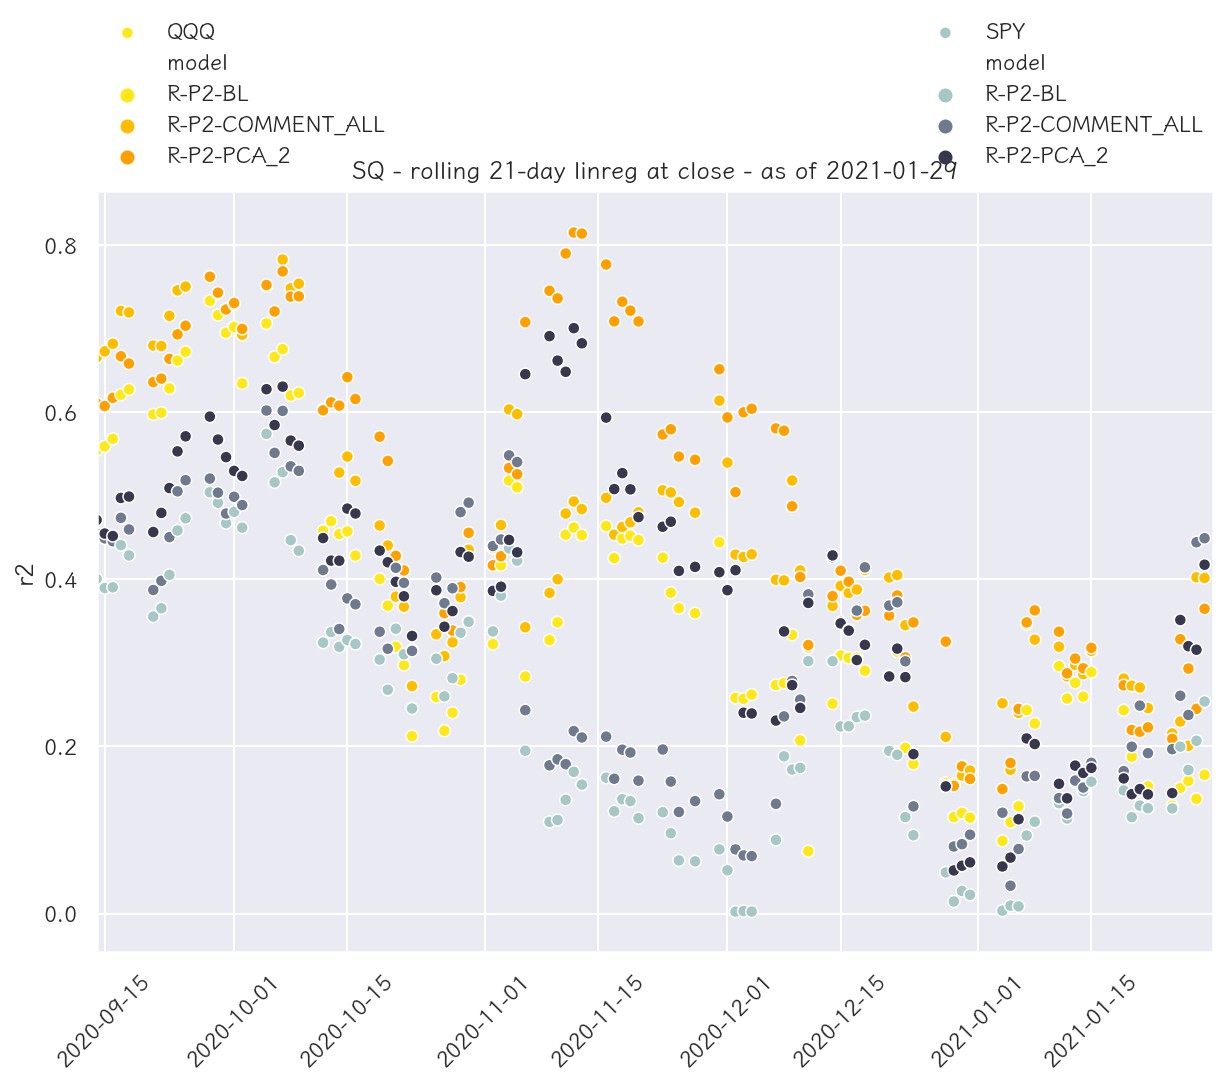 QQQ
model
R-P2-BL
R-P2-COMMENT_ALL
R-P2-PCA_2
SPY
model
R-P2-BL
R-P2-COMMENT_ALL
R-P2-PCA_2
SQ - rolling 21-day linreg at close - as of 2021-01-29
r2
0.8
0.6
0.4
0.2
0.0
2020-09-15
2020-10-01
2020-10-15
2020-11-01
2020-11-15
2020-12-01
2020-12-15
2021-01-01
2021-01-15